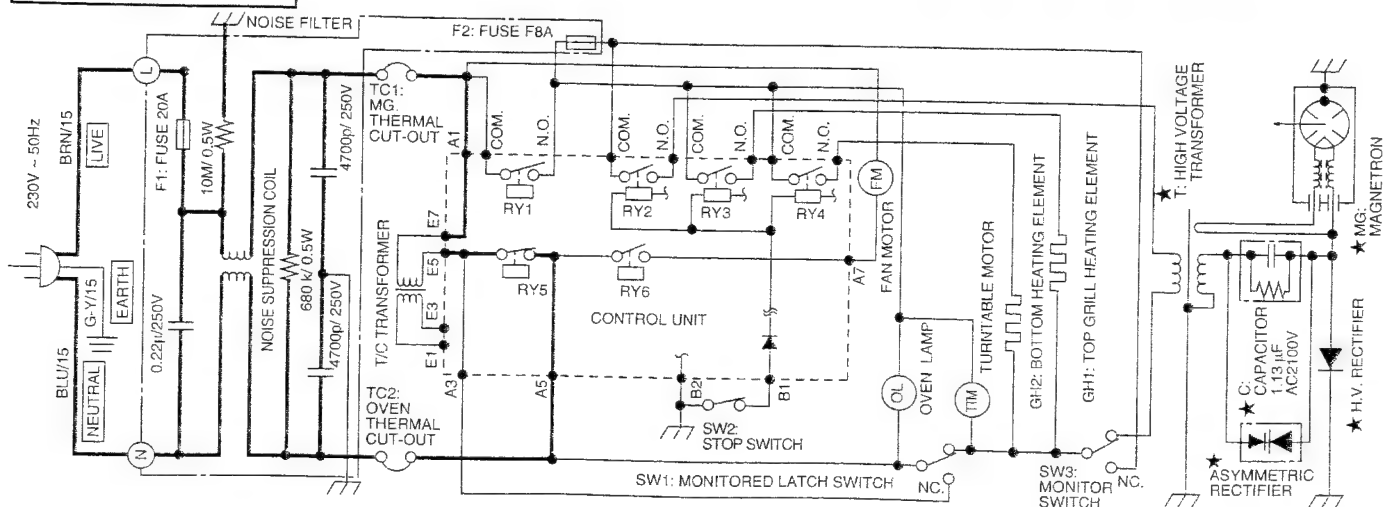 NOISE FILTER
F2: FUSE F8A
230V ~ 50Hz
BRN/15
LIVE
L
F1: FUSE 20A
10M/ 0.5W
BLU/15
NEUTRAL
N
G-Y/15
EARTH
0.22μ/250V
NOISE SUPPRESSION COIL
680 k/ 0.5W
4700p/ 250V
4700p/ 250V
TC1:
MG.
THERMAL
CUT-OUT
TC2:
OVEN
THERMAL
CUT-OUT
T/C TRANSFORMER
A1
E7
E5
E3
E1
A3
A5
COM.
N.O.
COM.
N.O.
COM.
N.O.
COM.
N.O.
RY1
RY2
RY3
RY4
RY5
RY6
CONTROL UNIT
A7
B2
B1
SW2:
STOP SWITCH
FM
FAN MOTOR
OL
OVEN LAMP
TTM
TURNTABLE MOTOR
GH2: BOTTOM HEATING ELEMENT
GH1: TOP GRILL HEATING ELEMENT
SW1: MONITORED LATCH SWITCH
NC.
SW3:
MONITOR
SWITCH
NC.
★ T: HIGH VOLTAGE
TRANSFORMER
★ C:
CAPACITOR
1.13 μF
AC2100V
★
ASYMMETRIC
RECTIFIER
★ H.V. RECTIFIER
★ MG:
MAGNETRON